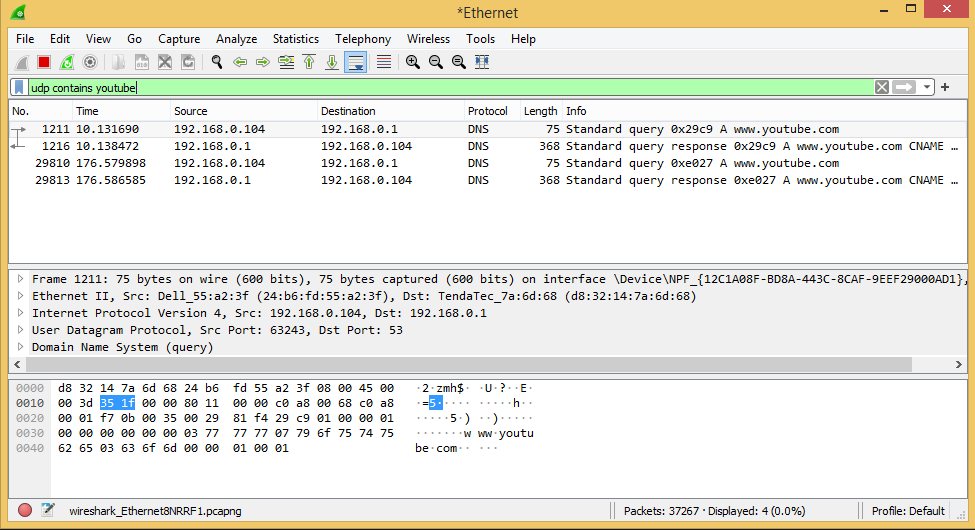 *Ethernet
File Edit View Go Capture Analyze Statistics Telephony Wireless Tools Help
udp contains youtube
No. Time Source Destination Protocol Length Info
1211 10.131690 192.168.0.104 192.168.0.1 DNS 75 Standard query 0x29c9 A www.youtube.com
1216 10.138472 192.168.0.1 192.168.0.104 DNS 368 Standard query response 0x29c9 A www.youtube.com CNAME …
29810 176.579898 192.168.0.104 192.168.0.1 DNS 75 Standard query 0xe027 A www.youtube.com
29813 176.586585 192.168.0.1 192.168.0.104 DNS 368 Standard query response 0xe027 A www.youtube.com CNAME …
Frame 1211: 75 bytes on wire (600 bits), 75 bytes captured (600 bits) on interface \Device\NPF_{12C1A08F-BD8A-443C-8CAF-9EEF29000AD1},
Ethernet II, Src: Dell_55:a2:3f (24:b6:fd:55:a2:3f), Dst: TendaTec_7a:6d:68 (d8:32:14:7a:6d:68)
Internet Protocol Version 4, Src: 192.168.0.104, Dst: 192.168.0.1
User Datagram Protocol, Src Port: 63243, Dst Port: 53
Domain Name System (query)
0000 d8 32 14 7a 6d 68 24 b6 fd 55 a2 3f 08 00 45 00 ·2·zmh$· ·U·?··E·
0010 00 3d 35 1f 00 00 80 11 00 00 c0 a8 00 68 c0 a8 ·=5····· ·····h··
0020 00 01 f7 0b 00 35 00 29 81 f4 29 c9 01 00 00 01 ·····5·) ··)·····
0030 00 00 00 00 00 00 03 77 77 77 07 79 6f 75 74 75 ·······w ww·youtu
0040 62 65 03 63 6f 6d 00 00 01 00 01 be·com·· ···
wireshark_Ethernet8NRRF1.pcapng Packets: 37267 · Displayed: 4 (0.0%) Profile: Default